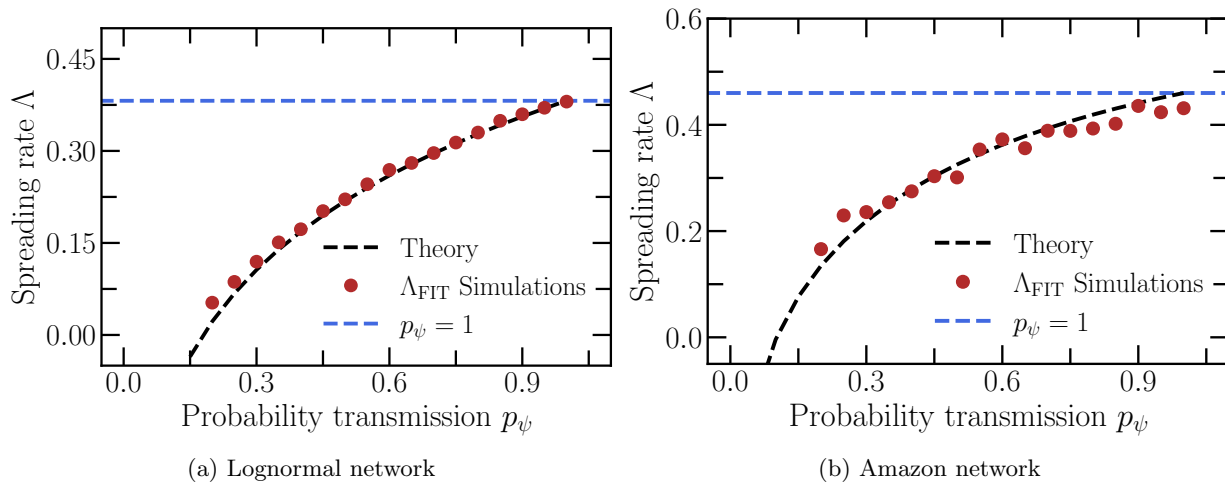 Spreading rate Λ
0.45
0.30
0.15
0.00
Theory
Λ_FIT Simulations
p_ψ = 1
0.0 0.3 0.6 0.9
Probability transmission p_ψ
(a) Lognormal network
Spreading rate Λ
0.6
0.4
0.2
0.0
Theory
Λ_FIT Simulations
p_ψ = 1
0.0 0.3 0.6 0.9
Probability transmission p_ψ
(b) Amazon network